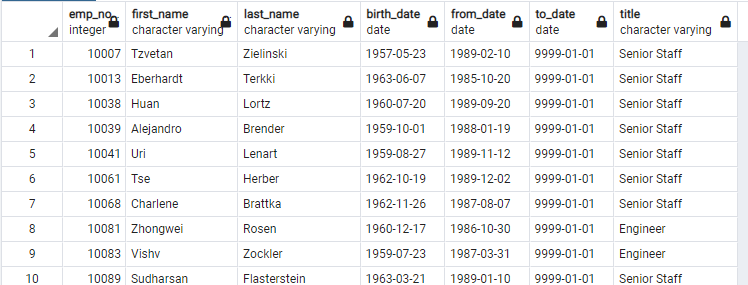 emp_no first_name last_name birth_date from_date to_date title
integer character varying character varying date date date character varying
1 10007 Tzvetan Zielinski 1957-05-23 1989-02-10 9999-01-01 Senior Staff
2 10013 Eberhardt Terkki 1963-06-07 1985-10-20 9999-01-01 Senior Staff
3 10038 Huan Lortz 1960-07-20 1989-09-20 9999-01-01 Senior Staff
4 10039 Alejandro Brender 1959-10-01 1988-01-19 9999-01-01 Senior Staff
5 10041 Uri Lenart 1959-08-27 1989-11-12 9999-01-01 Senior Staff
6 10061 Tse Herber 1962-10-19 1989-12-02 9999-01-01 Senior Staff
7 10068 Charlene Brattka 1962-11-26 1987-08-07 9999-01-01 Senior Staff
8 10081 Zhongwei Rosen 1960-12-17 1986-10-30 9999-01-01 Engineer
9 10083 Vishv Zockler 1959-07-23 1987-03-31 9999-01-01 Engineer
10 10089 Sudharsan Flasterstein 1963-03-21 1989-01-10 9999-01-01 Senior Staff